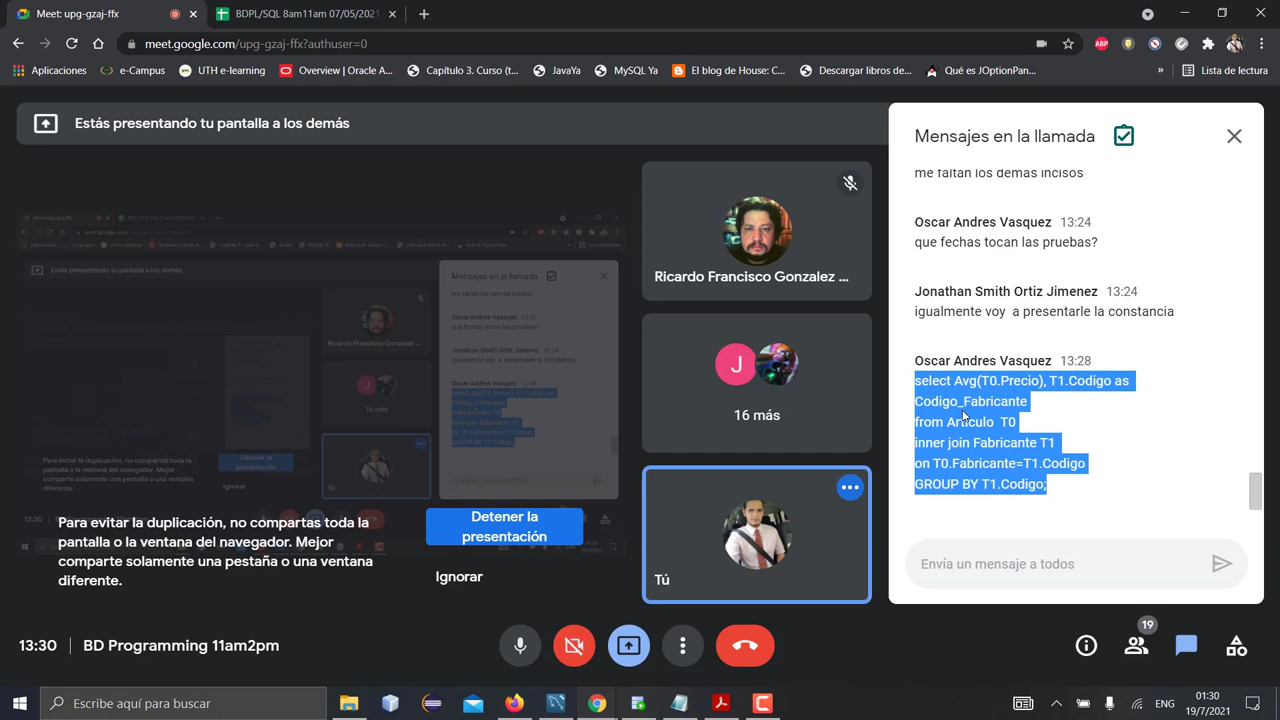 Meet: upg-gzaj-ffx
BDPL/SQL 8am11am 07/05/2021
meet.google.com/upg-gzaj-ffx?authuser=0
ABP
Aplicaciones
e-Campus
UTH e-learning
Overview | Oracle A...
Capítulo 3. Curso (t...
JavaYa
MySQL Ya
El blog de House: C...
Descargar libros de...
Qué es JOptionPan...
»
Lista de lectura
Estás presentando tu pantalla a los demás
Ricardo Francisco Gonzalez ...
J
16 más
Tú
Para evitar la duplicación, no compartas toda la
pantalla o la ventana del navegador. Mejor
comparte solamente una pestaña o una ventana
diferente.
Detener la
presentación
Ignorar
Mensajes en la llamada
me faltan los demas incisos
Oscar Andres Vasquez 13:24
que fechas tocan las pruebas?
Jonathan Smith Ortiz Jimenez 13:24
igualmente voy a presentarle la constancia
Oscar Andres Vasquez 13:28
select Avg(T0.Precio), T1.Codigo as
Codigo_Fabricante
from Articulo T0
inner join Fabricante T1
on T0.Fabricante=T1.Codigo
GROUP BY T1.Codigo;
Envía un mensaje a todos
13:30 | BD Programming 11am2pm
19
Escribe aquí para buscar
ENG
01:30
19/7/2021